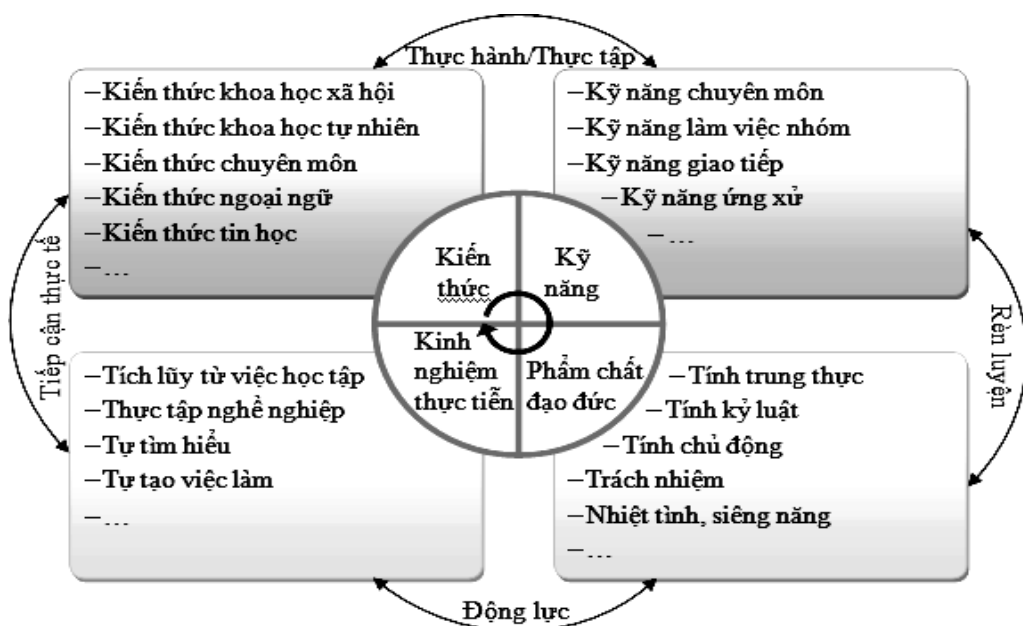 Thực hành/Thực tập
–Kiến thức khoa học xã hội
–Kiến thức khoa học tự nhiên
–Kiến thức chuyên môn
–Kiến thức ngoại ngữ
–Kiến thức tin học
–…
–Kỹ năng chuyên môn
–Kỹ năng làm việc nhóm
–Kỹ năng giao tiếp
–Kỹ năng ứng xử
–…
Kiến
thức
Kỹ
năng
Kinh
nghiệm
thực tiễn
Phẩm chất
đạo đức
Tiếp cận thực tế
Rèn luyện
–Tích lũy từ việc học tập
–Thực tập nghề nghiệp
–Tự tìm hiểu
–Tự tạo việc làm
–…
–Tính trung thực
–Tính kỷ luật
–Tính chủ động
–Trách nhiệm
–Nhiệt tình, siêng năng
–…
Động lực